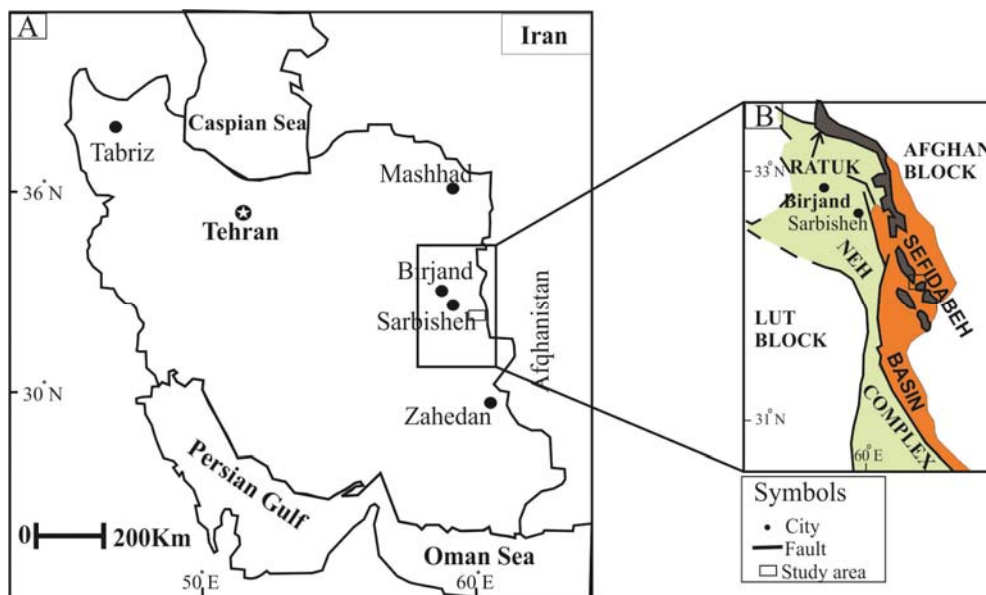 A
Iran
Caspian Sea
Tabriz
Mashhad
36° N
Tehran
Birjand
Sarbisheh
Afqhanistan
30° N
Zahedan
Persian Gulf
0 200Km
Oman Sea
50° E
60° E
B
AFGHAN
BLOCK
33° N
RATUK
Birjand
Sarbisheh
NEH
SEFIDABEH
LUT
BLOCK
BASIN
COMPLEX
31° N
60° E
Symbols
City
Fault
Study area